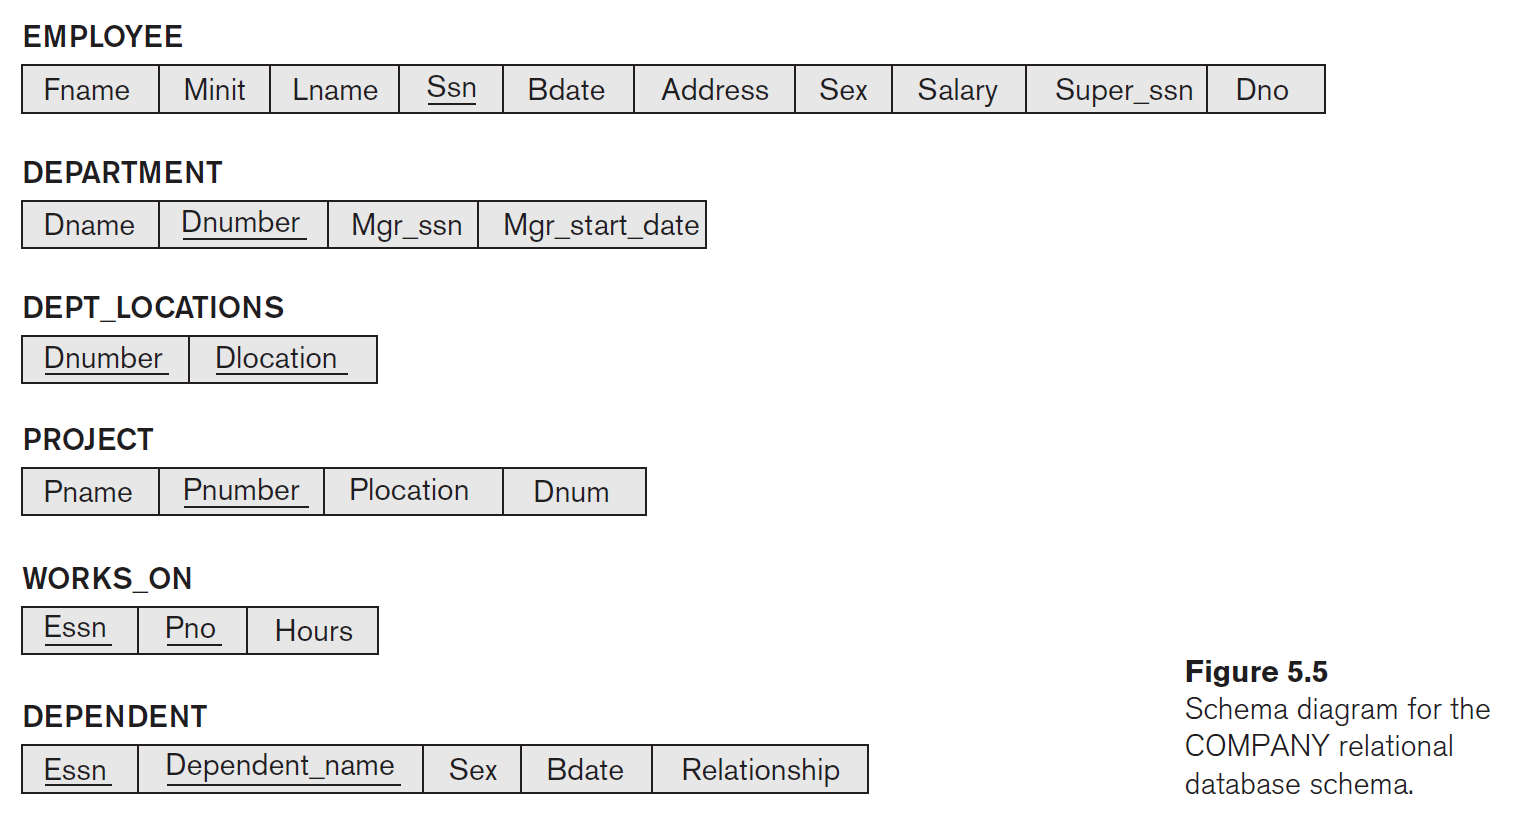 EMPLOYEE
Fname Minit Lname Ssn Bdate Address Sex Salary Super_ssn Dno
DEPARTMENT
Dname Dnumber Mgr_ssn Mgr_start_date
DEPT_LOCATIONS
Dnumber Dlocation
PROJECT
Pname Pnumber Plocation Dnum
WORKS_ON
Essn Pno Hours
DEPENDENT
Essn Dependent_name Sex Bdate Relationship
Figure 5.5
Schema diagram for the
COMPANY relational
database schema.